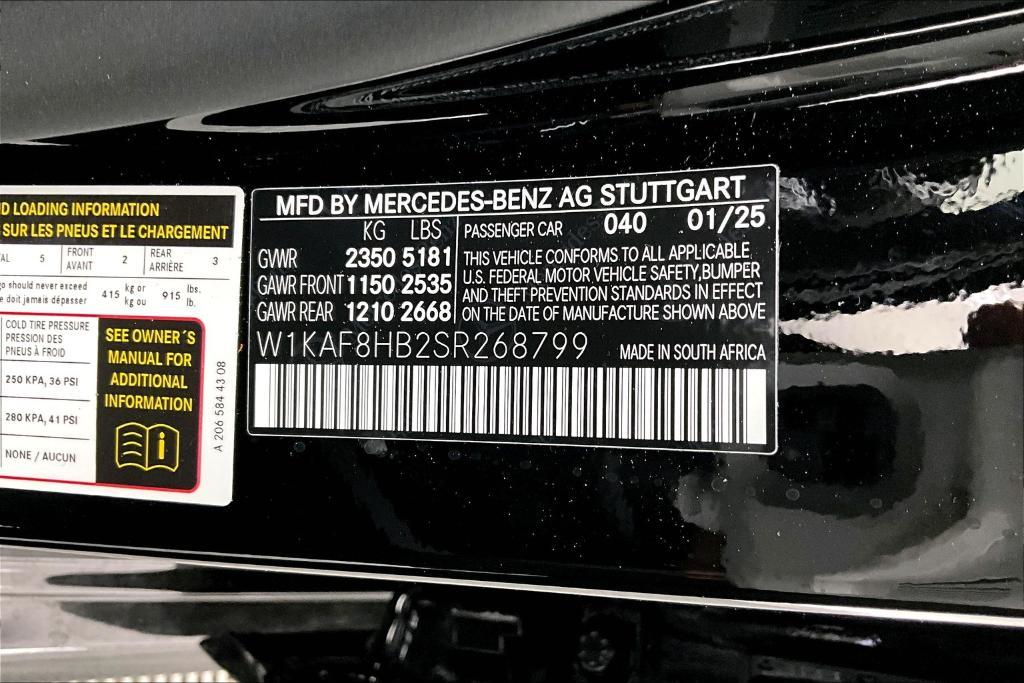 D LOADING INFORMATION
SUR LES PNEUS ET LE CHARGEMENT
AL 5 FRONT AVANT 2 REAR ARRIÈRE 3
go should never exceed
e doit jamais dépasser
415 kg or kg ou 915 lbs. lb.
COLD TIRE PRESSURE
PRESSION DES
PNEUS À FROID
250 KPA, 36 PSI
280 KPA, 41 PSI
NONE / AUCUN
SEE OWNER´S
MANUAL FOR
ADDITIONAL
INFORMATION
A 206 584 43 08
MFD BY MERCEDES-BENZ AG STUTTGART
KG LBS
GVWR 2350 5181
GAWR FRONT 1150 2535
GAWR REAR 1210 2668
PASSENGER CAR 040 01/25
THIS VEHICLE CONFORMS TO ALL APPLICABLE
U.S. FEDERAL MOTOR VEHICLE SAFETY,BUMPER
AND THEFT PREVENTION STANDARDS IN EFFECT
ON THE DATE OF MANUFACTURE SHOWN ABOVE
W1KAF8HB2SR268799 MADE IN SOUTH AFRICA